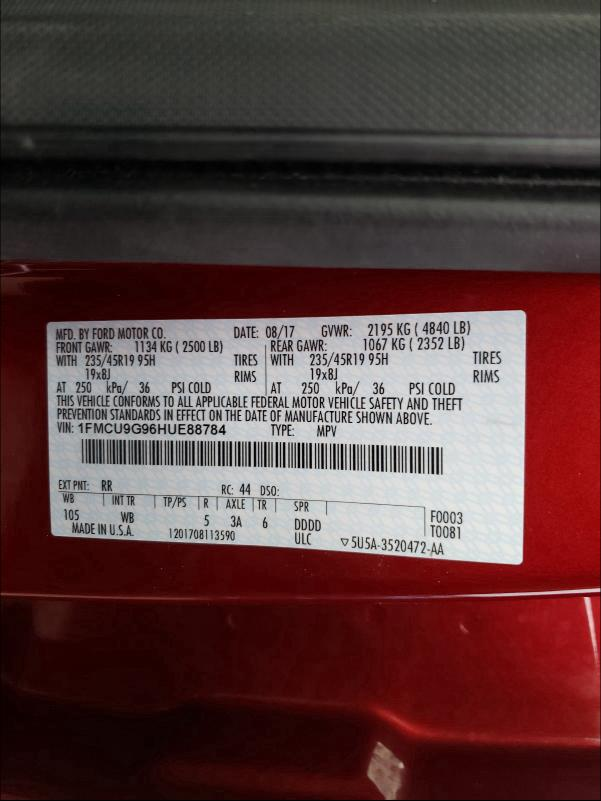 MFD. BY FORD MOTOR CO. DATE: 08/17 GVWR: 2195 KG ( 4840 LB)
FRONT GAWR: 1134 KG ( 2500 LB) REAR GAWR: 1067 KG ( 2352 LB)
WITH 235/45R19 95H TIRES WITH 235/45R19 95H TIRES
19x8J RIMS 19x8J RIMS
AT 250 kPa/ 36 PSI COLD AT 250 kPa/ 36 PSI COLD
THIS VEHICLE CONFORMS TO ALL APPLICABLE FEDERAL MOTOR VEHICLE SAFETY AND THEFT
PREVENTION STANDARDS IN EFFECT ON THE DATE OF MANUFACTURE SHOWN ABOVE.
VIN: 1FMCU9G96HUE88784 TYPE: MPV
EXT PNT: RR RC: 44 DSO:
WB INT TR TP/PS R AXLE TR SPR
105 WB 5 3A 6 DDDD F0003
MADE IN U.S.A. 1201708113590 ULC T0081
▽5U5A-3520472-AA